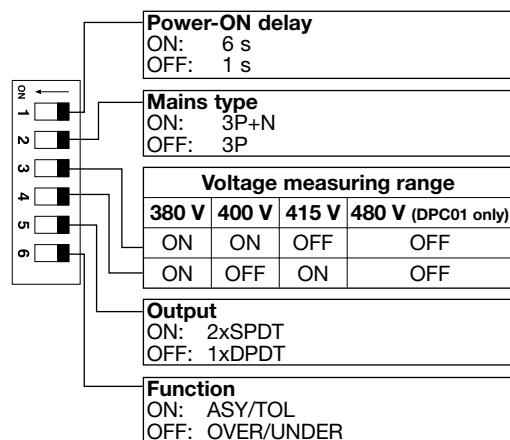 Power-ON delay
ON: 6 s
OFF: 1 s
ON
1
2
3
4
5
6
Mains type
ON: 3P+N
OFF: 3P
Voltage measuring range
380 V 400 V 415 V 480 V (DPC01 only)
ON ON OFF OFF
ON OFF ON OFF
Output
ON: 2xSPDT
OFF: 1xDPDT
Function
ON: ASY/TOL
OFF: OVER/UNDER